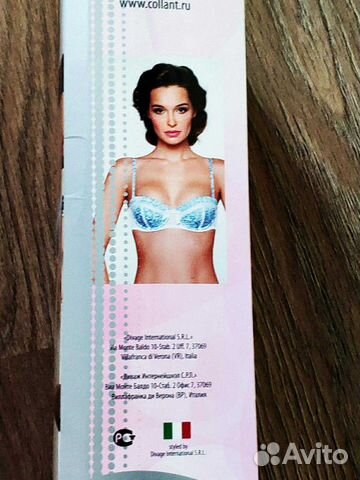 www.collant.ru
«Divage International S.R.L.»
Via Monte Baldo 10-Stab. 2 Uff. 7, 37069
Villafranca di Verona (VR), Italia
«Диваж Интернейшнл С.Р.Л.»
Виа Монте Балдо 10-Стаб. 2 Офис 7, 37069
Виллафранка ди Верона (ВР), Италия
РСТ
styled by
Divage International S.R.L.
Avito